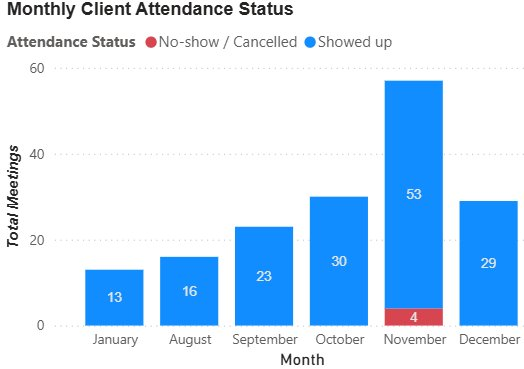 Monthly Client Attendance Status
Attendance Status No-show / Cancelled Showed up
60
40
20
0
Total Meetings
13
16
23
30
53
4
29
January August September October November December
Month